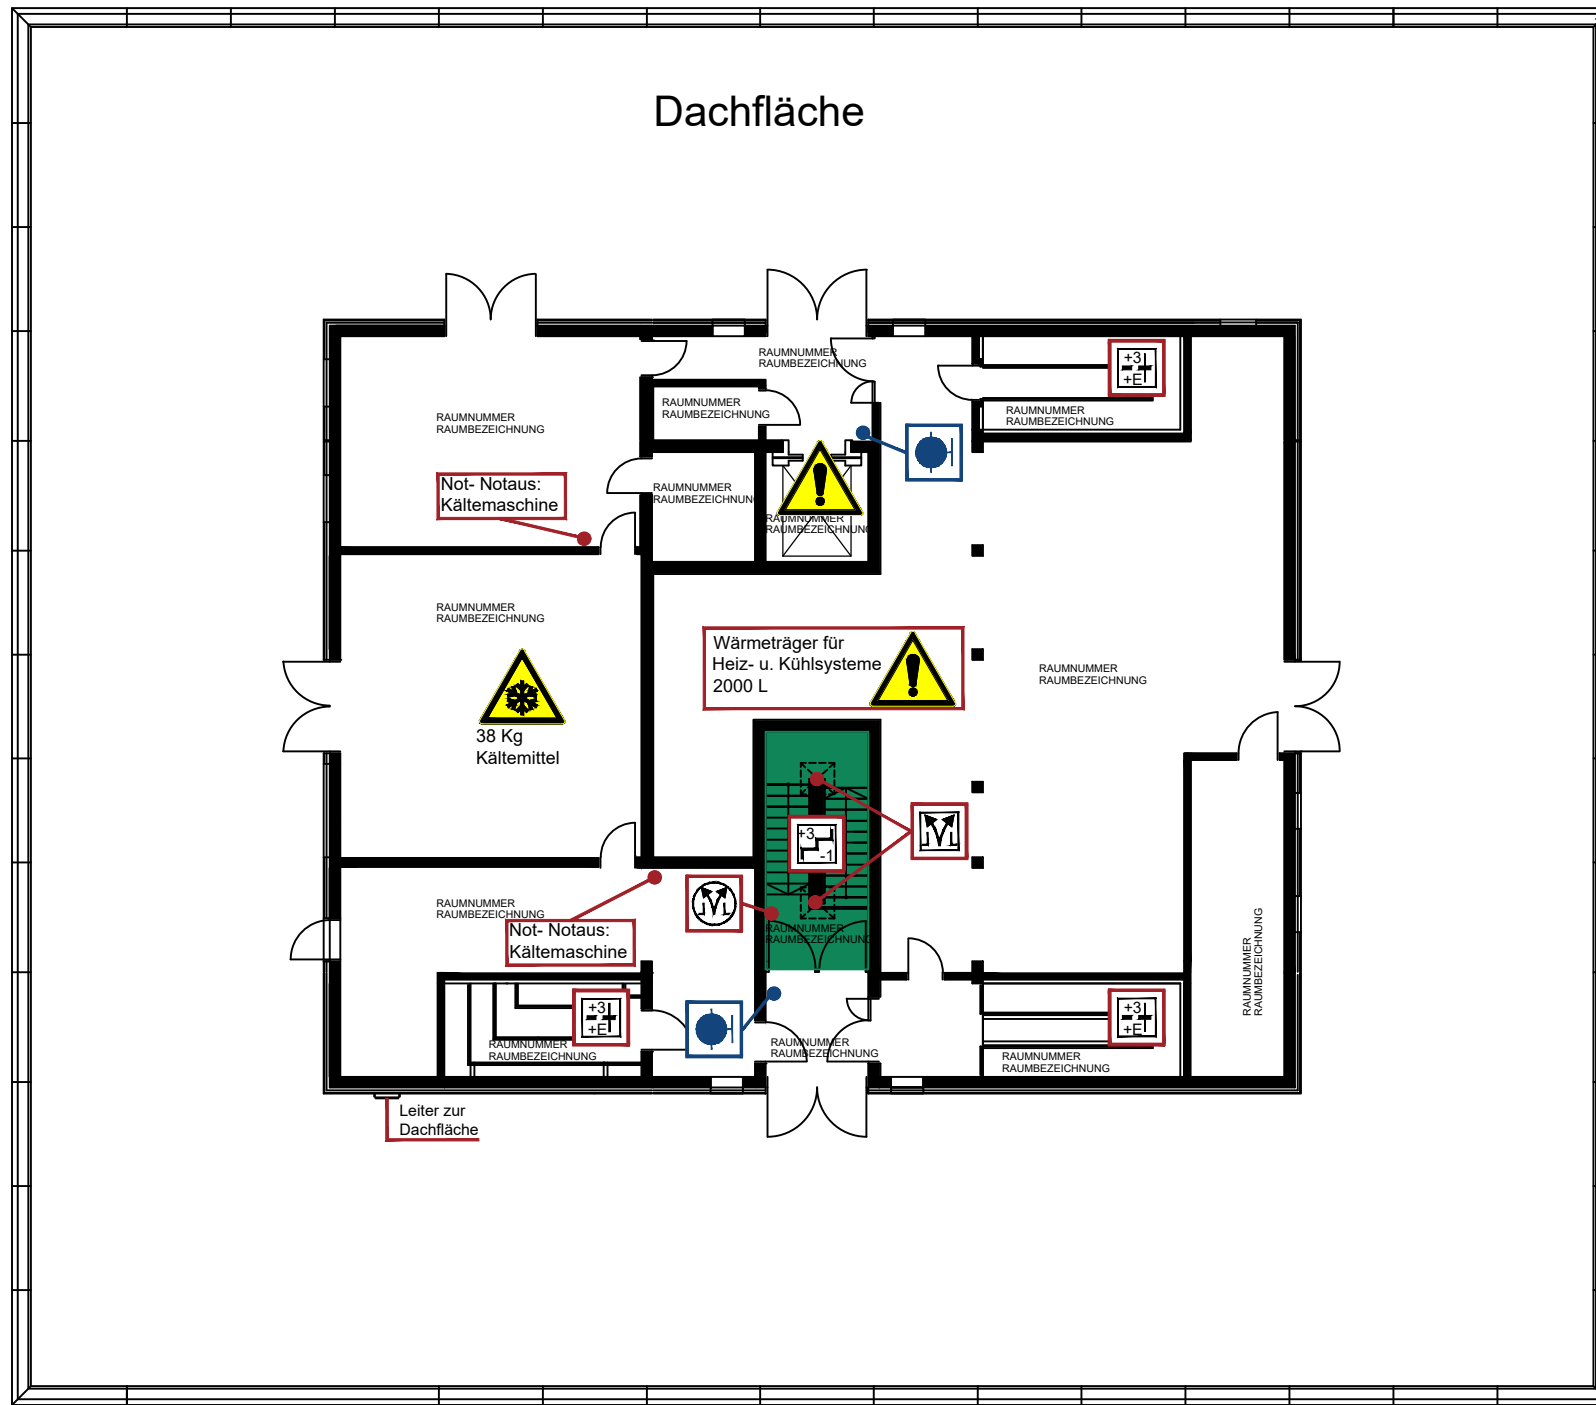 Dachfläche
RAUMNUMMER
RAUMBEZEICHNUNG
+3
+E
RAUMNUMMER
RAUMBEZEICHNUNG
RAUMNUMMER
RAUMBEZEICHNUNG
RAUMNUMMER
RAUMBEZEICHNUNG
Not- Notaus:
Kältemaschine
RAUMNUMMER
RAUMBEZEICHNUNG
RAUMNUMMER
RAUMBEZEICHNUNG
RAUMNUMMER
RAUMBEZEICHNUNG
Wärmeträger für
Heiz- u. Kühlsysteme
2000 L
RAUMNUMMER
RAUMBEZEICHNUNG
38 Kg
Kältemittel
+3
-1
RAUMNUMMER
RAUMBEZEICHNUNG
Not- Notaus:
Kältemaschine
RAUMNUMMER
RAUMBEZEICHNUNG
RAUMNUMMER
RAUMBEZEICHNUNG
+3
+E
RAUMNUMMER
RAUMBEZEICHNUNG
RAUMNUMMER
RAUMBEZEICHNUNG
+3
+E
RAUMNUMMER
RAUMBEZEICHNUNG
Leiter zur
Dachfläche